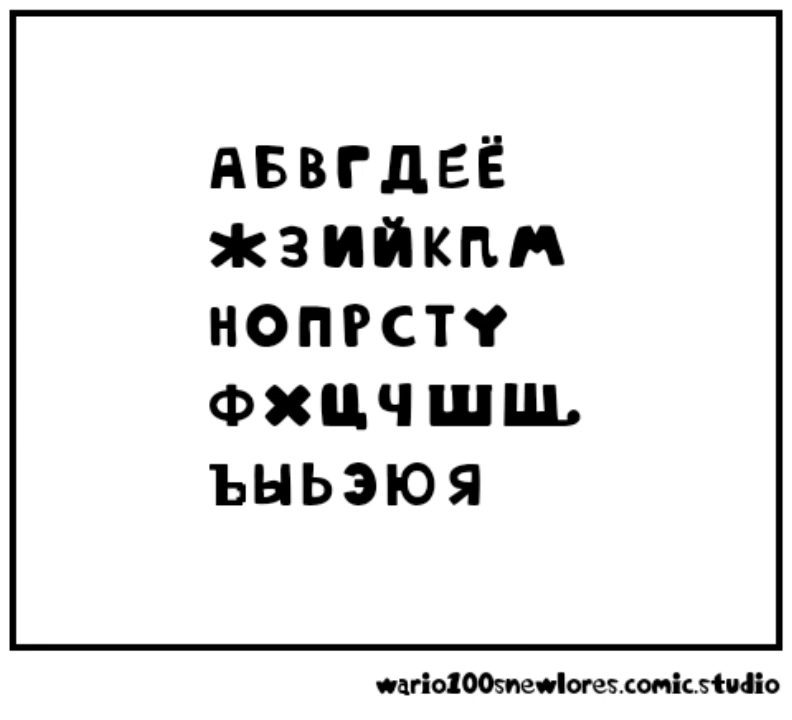 АБВГДЕЁ
ЖЗИЙКЛМ
НОПРСТУ
ФХЦЧШЩ
ЪЫЬЭЮЯ
wario100snewlores.comic.studio